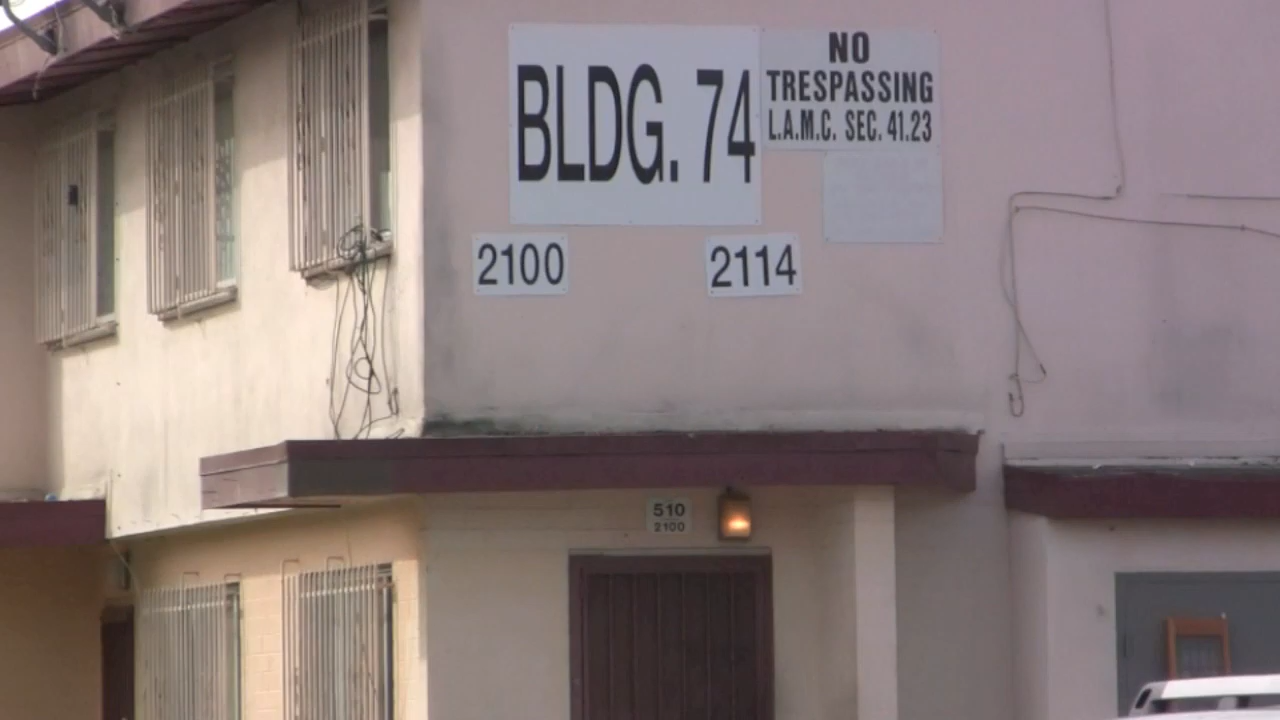 BLDG. 74
NO
TRESPASSING
L.A.M.C. SEC. 41.23
2100
2114
510
2100